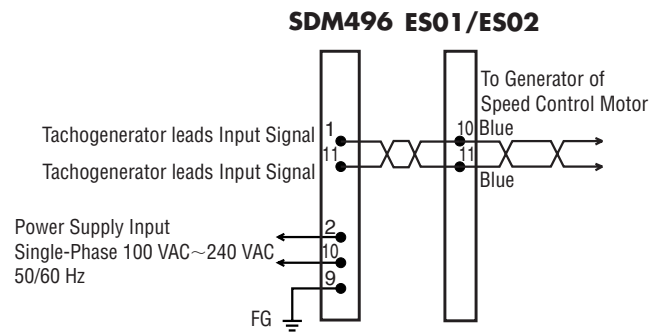 SDM496 ES01/ES02
To Generator of
Speed Control Motor
Tachogenerator leads Input Signal 1 10 Blue
Tachogenerator leads Input Signal 11 11 Blue
Power Supply Input 2
Single-Phase 100 VAC~240 VAC 10
50/60 Hz 9
FG